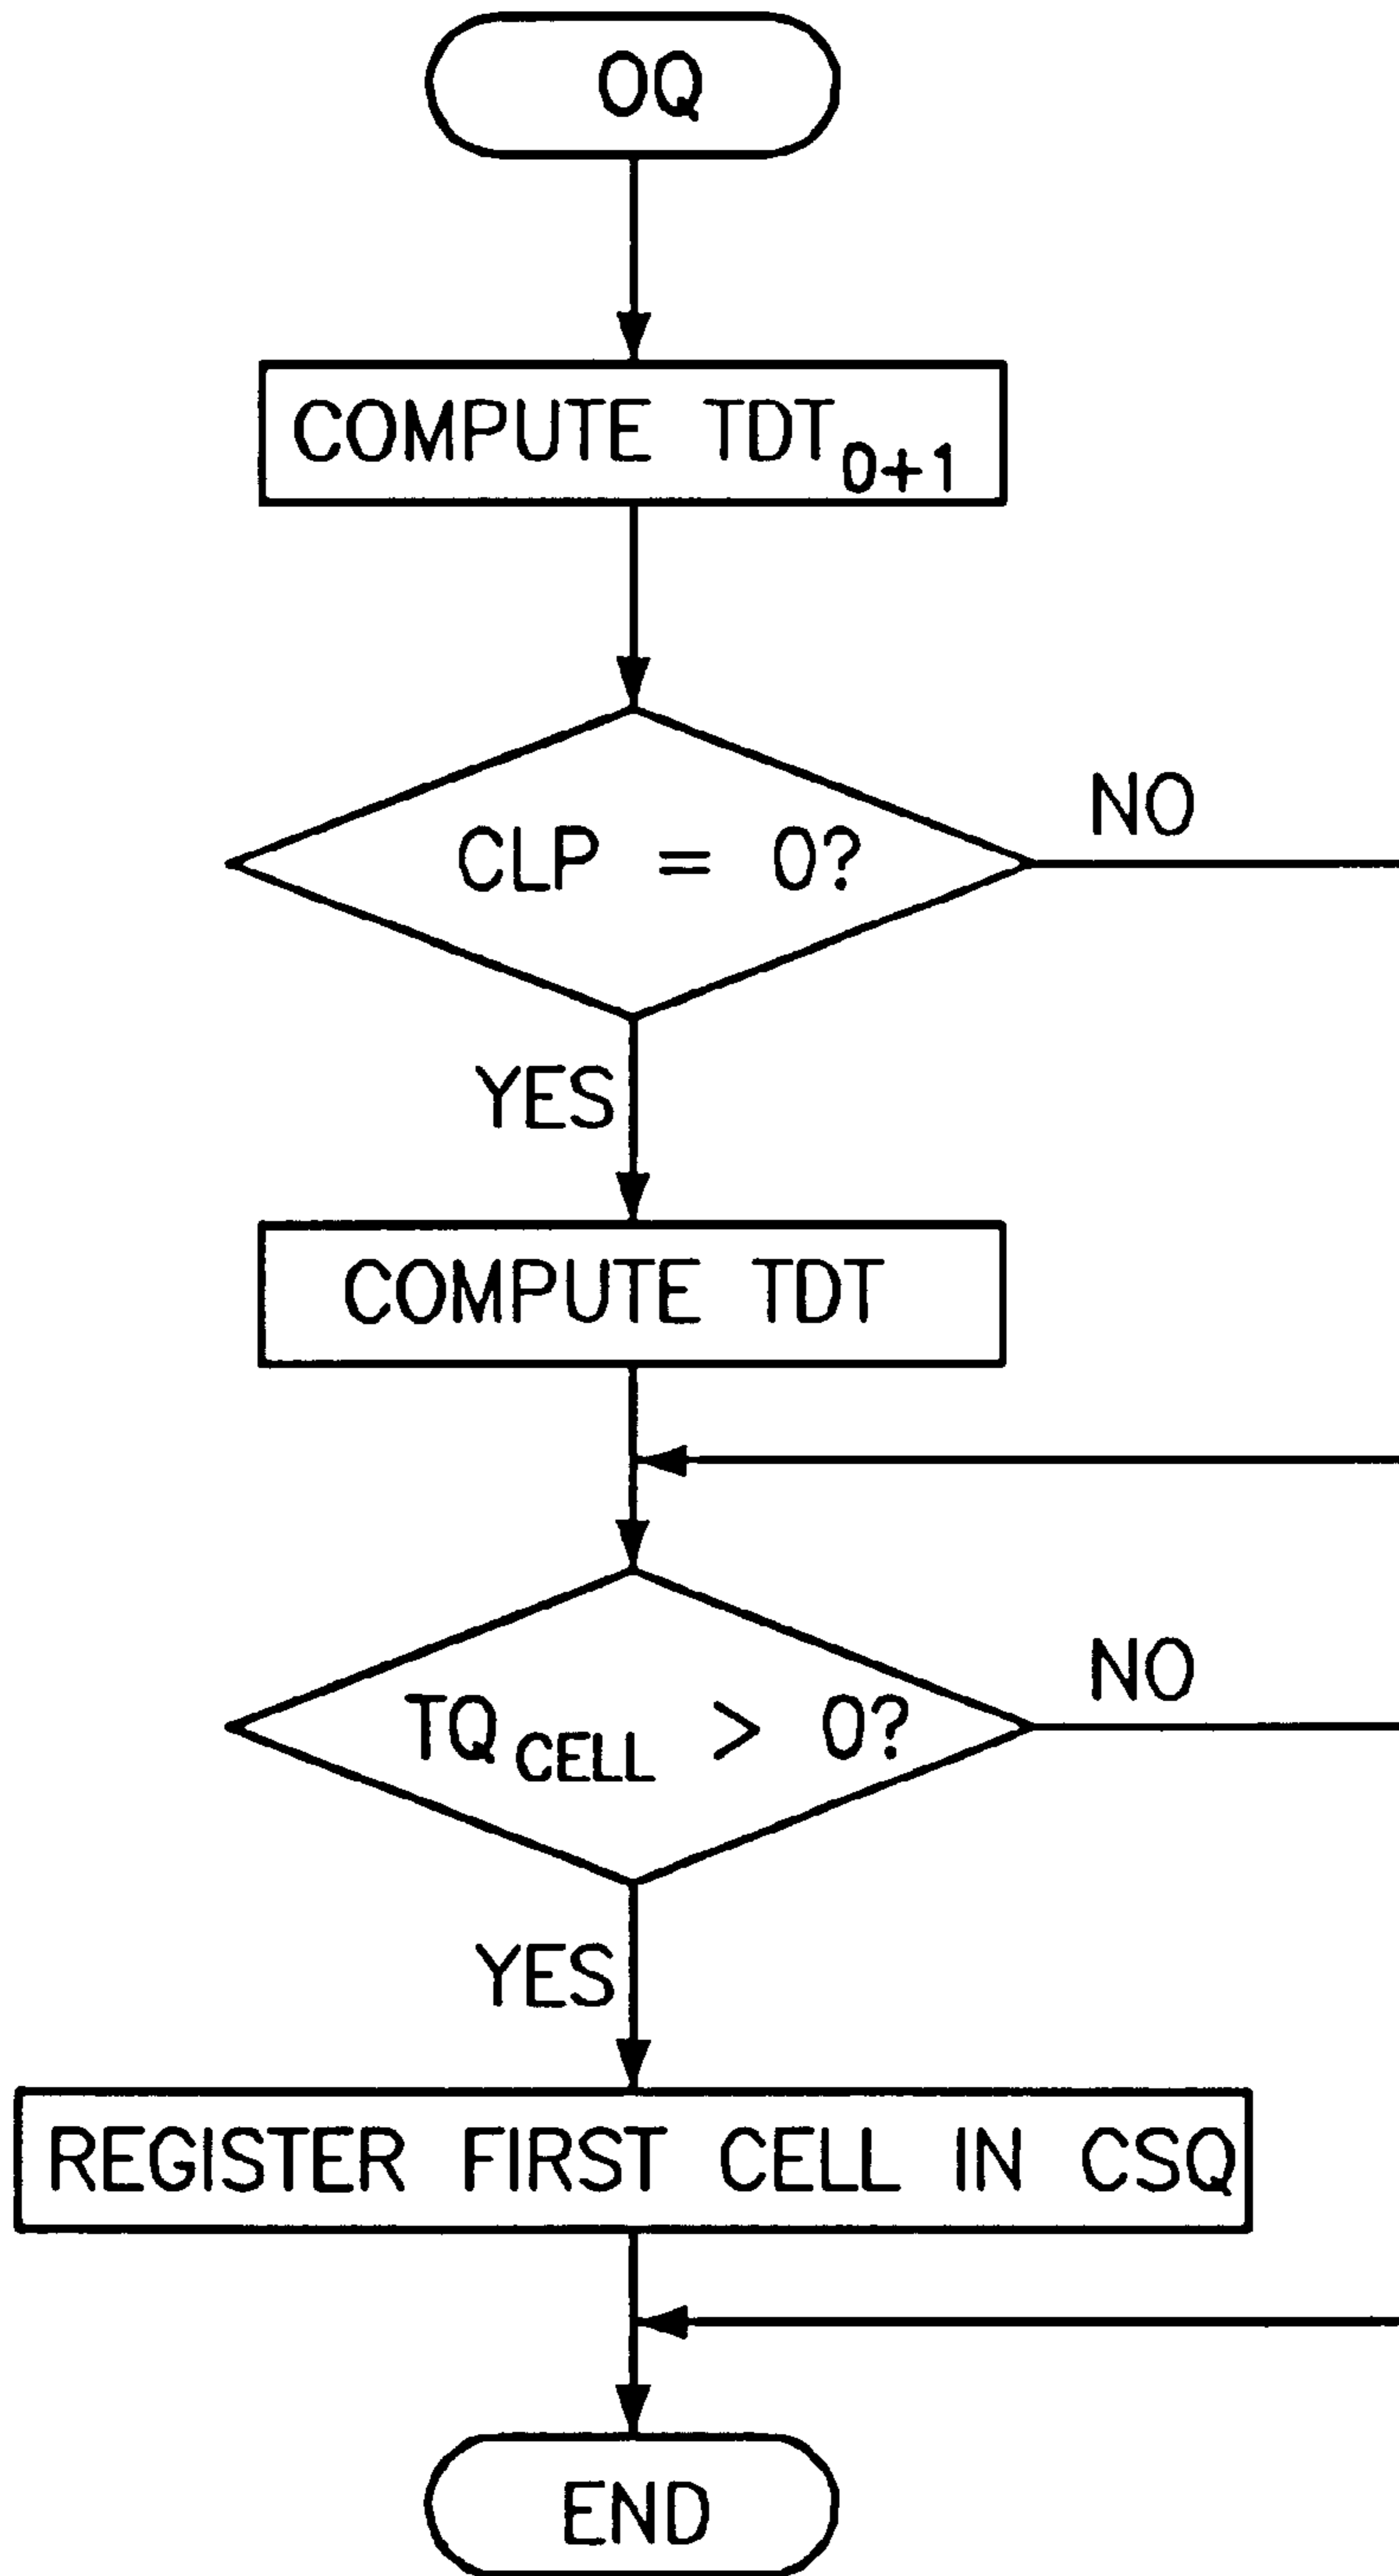 OQ
COMPUTE TDT0+1
CLP = 0?
NO
YES
COMPUTE TDT
TQCELL > 0?
NO
YES
REGISTER FIRST CELL IN CSQ
END